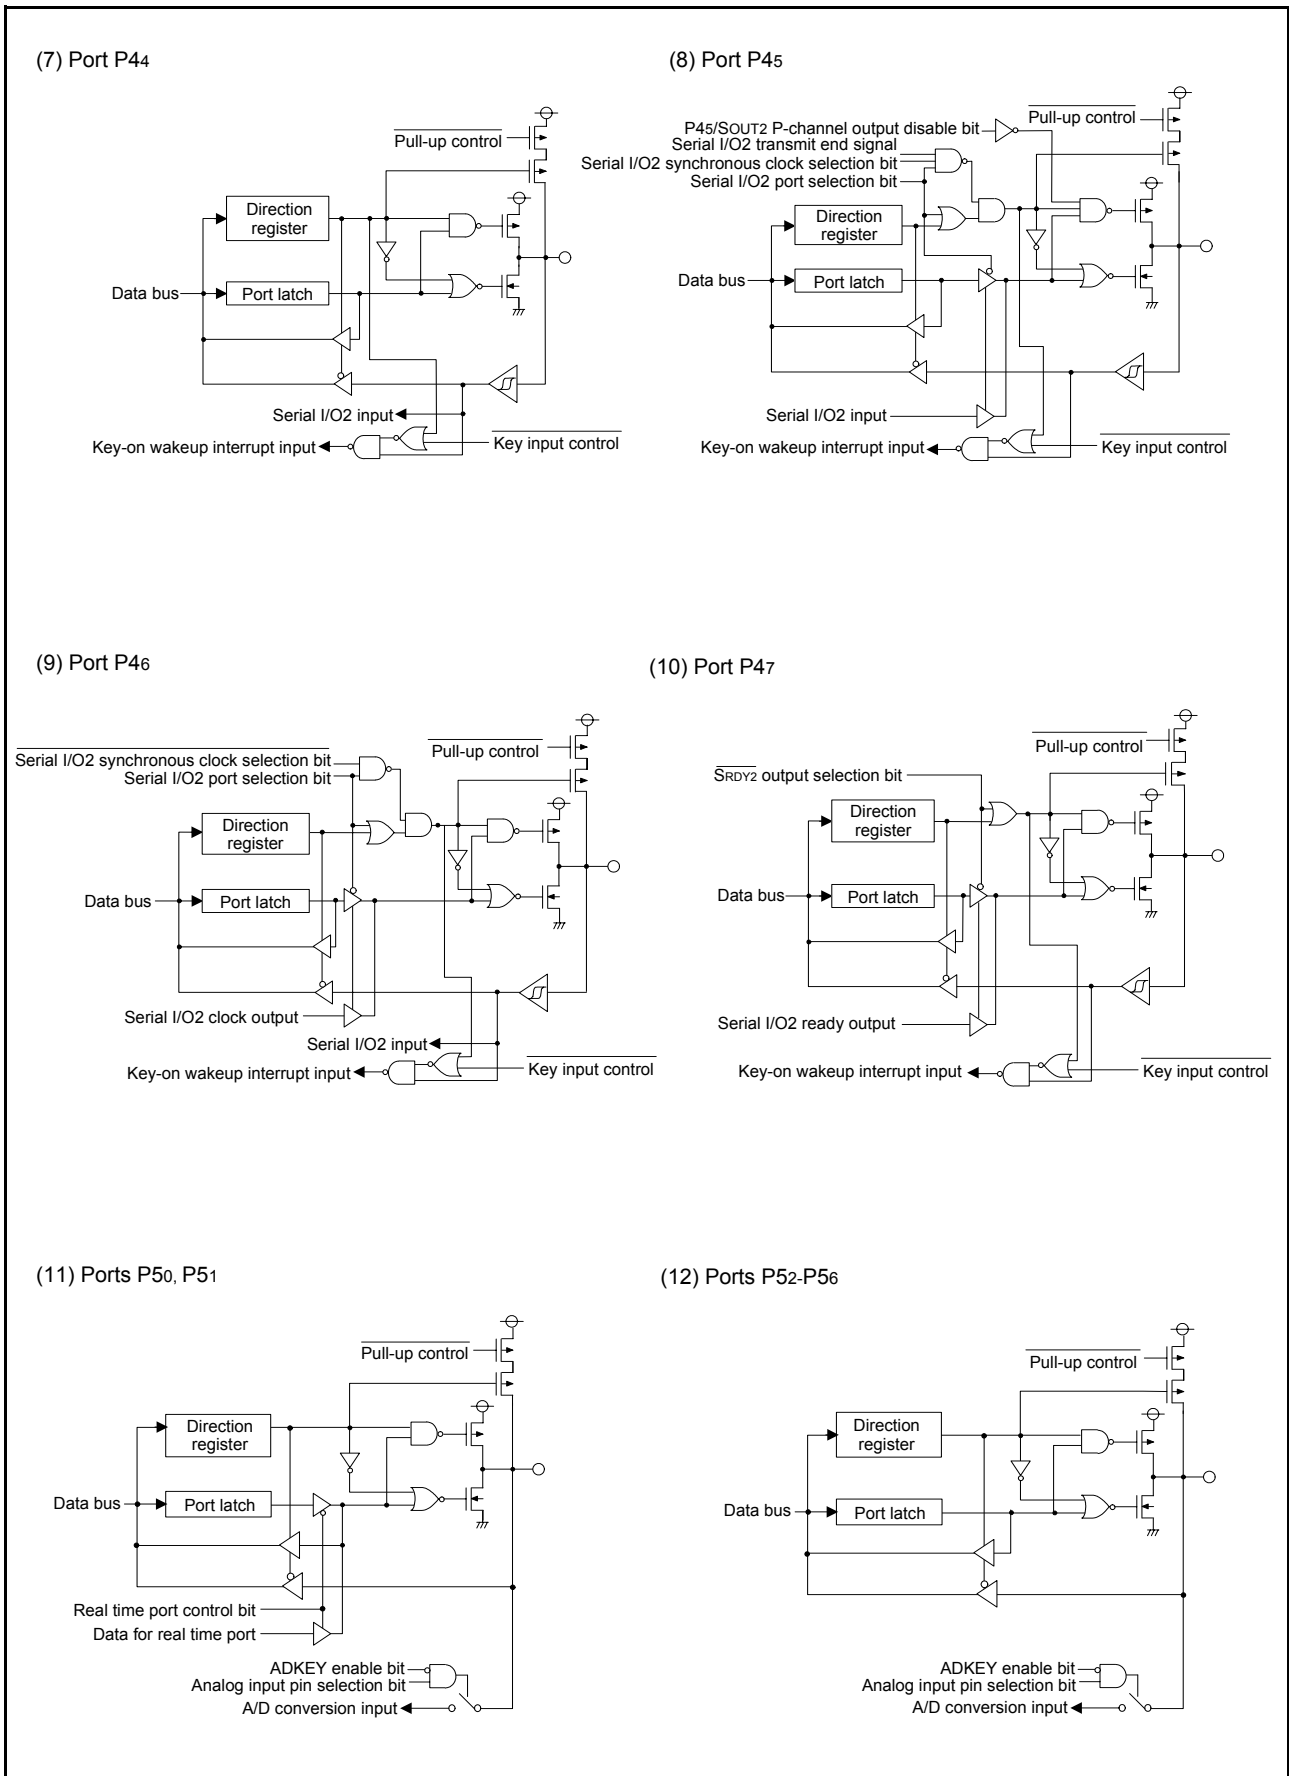 (7) Port P44
Pull-up control
Direction
register
Data bus
Port latch
Serial I/O2 input
Key-on wakeup interrupt input
Key input control
(8) Port P45
Pull-up control
P45/SOUT2 P-channel output disable bit
Serial I/O2 transmit end signal
Serial I/O2 synchronous clock selection bit
Serial I/O2 port selection bit
Direction
register
Data bus
Port latch
Serial I/O2 input
Key-on wakeup interrupt input
Key input control
(9) Port P46
Pull-up control
Serial I/O2 synchronous clock selection bit
Serial I/O2 port selection bit
Direction
register
Data bus
Port latch
Serial I/O2 clock output
Serial I/O2 input
Key-on wakeup interrupt input
Key input control
(10) Port P47
Pull-up control
SRDY2 output selection bit
Direction
register
Data bus
Port latch
Serial I/O2 ready output
Key-on wakeup interrupt input
Key input control
(11) Ports P50, P51
Pull-up control
Direction
register
Data bus
Port latch
Real time port control bit
Data for real time port
ADKEY enable bit
Analog input pin selection bit
A/D conversion input
(12) Ports P52-P56
Pull-up control
Direction
register
Data bus
Port latch
ADKEY enable bit
Analog input pin selection bit
A/D conversion input